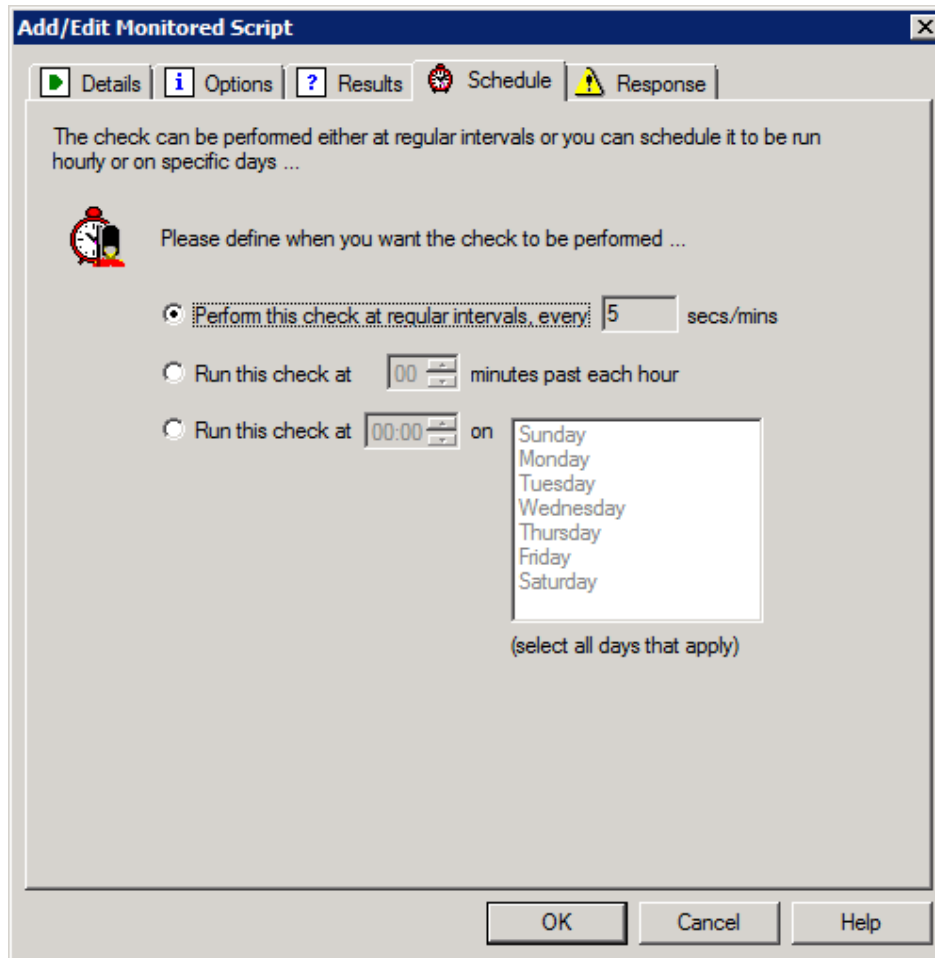 Add/Edit Monitored Script
Details i Options ? Results Schedule ! Response
The check can be performed either at regular intervals or you can schedule it to be run
hourly or on specific days ...
Please define when you want the check to be performed ...
Perform this check at regular intervals, every 5 secs/mins
Run this check at 00 minutes past each hour
Run this check at 00:00 on
Sunday
Monday
Tuesday
Wednesday
Thursday
Friday
Saturday
(select all days that apply)
OK Cancel Help